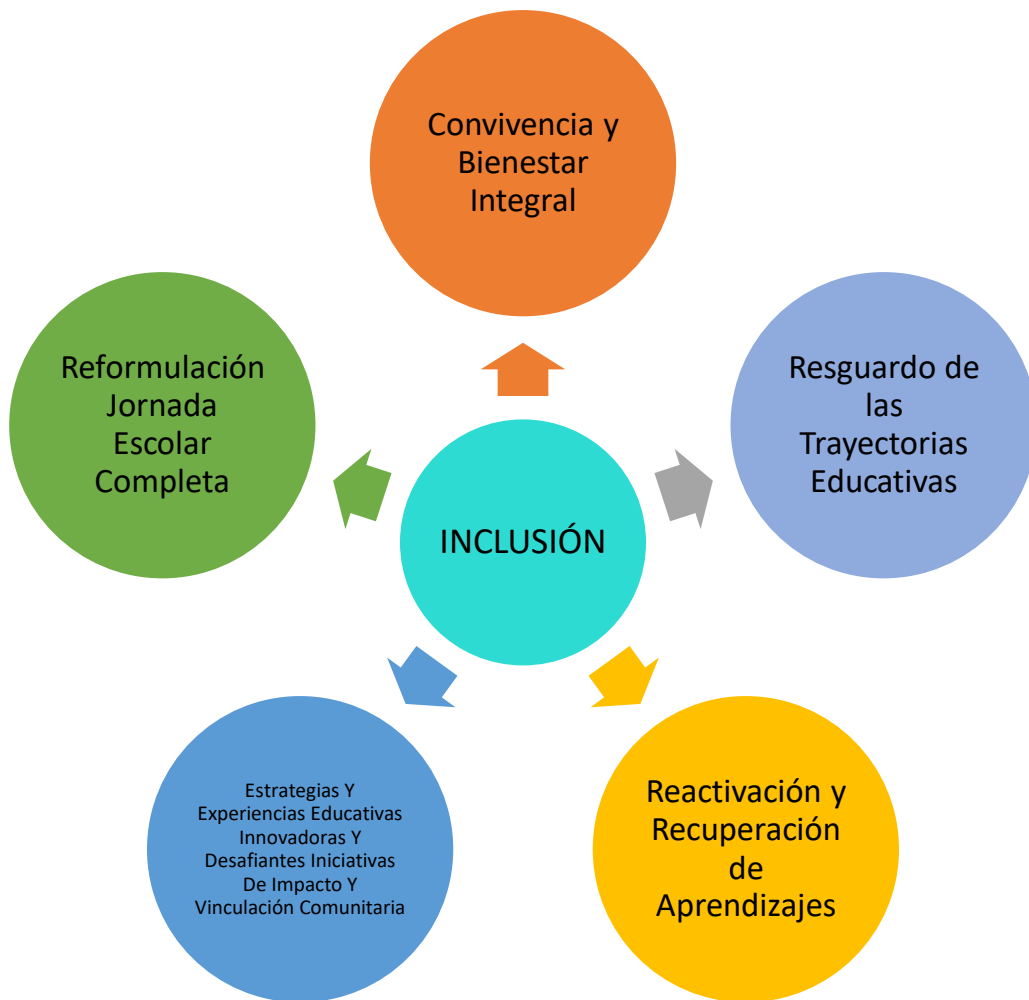 Convivencia y
Bienestar
Integral
Reformulación
Jornada
Escolar
Completa
Resguardo de
las
Trayectorias
Educativas
INCLUSIÓN
Estrategias Y
Experiencias Educativas
Innovadoras Y
Desafiantes Iniciativas
De Impacto Y
Vinculación Comunitaria
Reactivación y
Recuperación
de
Aprendizajes